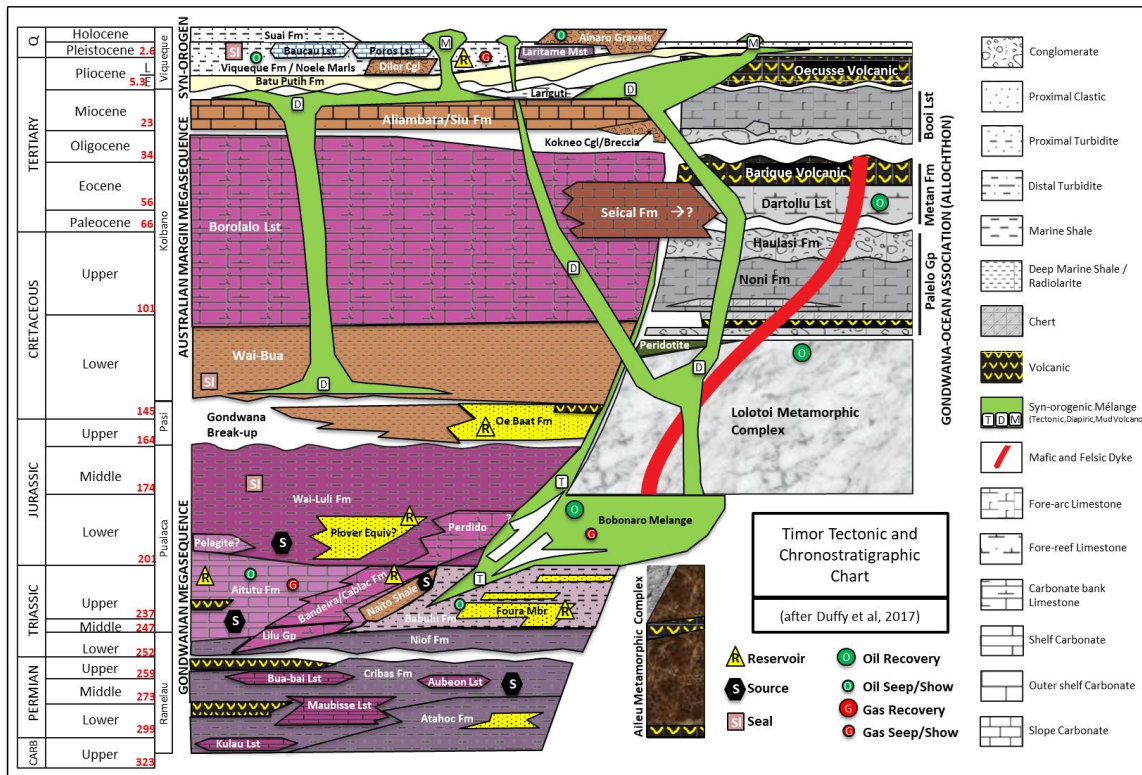 Q
Holocene
Pleistocene
2.6
TERTIARY
Pliocene
L
E
5.3
Miocene
23
Oligocene
34
Eocene
56
Paleocene
66
CRETACEOUS
Upper
101
Lower
145
JURASSIC
Upper
164
Middle
174
Lower
201
TRIASSIC
Upper
237
Middle
247
Lower
252
PERMIAN
Upper
259
Middle
273
Lower
299
CARB
Upper
323
Viqueque
Kolbano
Pasi
Pualaca
Ramelau
SYN-OROGEN
AUSTRALIAN MARGIN MEGASEQUENCE
GONDWANAN MEGASEQUENCE
Suai Fm
SI
O
Baucau Lst
Poros Lst
M
R
G
O
Ainaro Gravels
Laritame Mst
M
Viqueque Fm / Noele Marls
Dilor Cgl
Batu Putih Fm
Lariguti
Oecusse Volcanic
D
D
Aliambata/Siu Fm
Kokneo Cgl/Breccia
Booi Lst
Borolalo Lst
Seical Fm → ?
Barique Volcanic
Dartollu Lst
O
Metan Fm
Haulasi Fm
Noni Fm
Palelo Gp
D
GONDWANA-OCEAN ASSOCIATION (ALLOCHTHON)
Wai-Bua
SI
D
Peridotite
O
D
Lolotoi Metamorphic
Complex
Gondwana
Break-up
R
Oe Baat Fm
SI
Wai-Luli Fm
T
Pelagite?
S
Plover Equiv?
R
Perdido
?
O
Bobonaro Melange
G
T
R
O
G
Aitutu Fm
S
Bandeira/Cablac Fm
R
S
Naito Shale
O
Foura Mbr
R
Babulu Fm
Lilu Gp
Niof Fm
Cribas Fm
Bua-bai Lst
Aubeon Lst
S
Maubisse Lst
Atahoc Fm
Kulau Lst
Aileu Metamorphic Complex
Timor Tectonic and
Chronostratigraphic
Chart
(after Duffy et al, 2017)
R Reservoir
S Source
SI Seal
O Oil Recovery
O Oil Seep/Show
G Gas Recovery
G Gas Seep/Show
Conglomerate
Proximal Clastic
Proximal Turbidite
Distal Turbidite
Marine Shale
Deep Marine Shale /
Radiolarite
Chert
Volcanic
T D M
Syn-orogenic Mélange
(Tectonic,Diapiric,MudVolcano
Mafic and Felsic Dyke
Fore-arc Limestone
Fore-reef Limestone
Carbonate bank
Limestone
Shelf Carbonate
Outer shelf Carbonate
Slope Carbonate